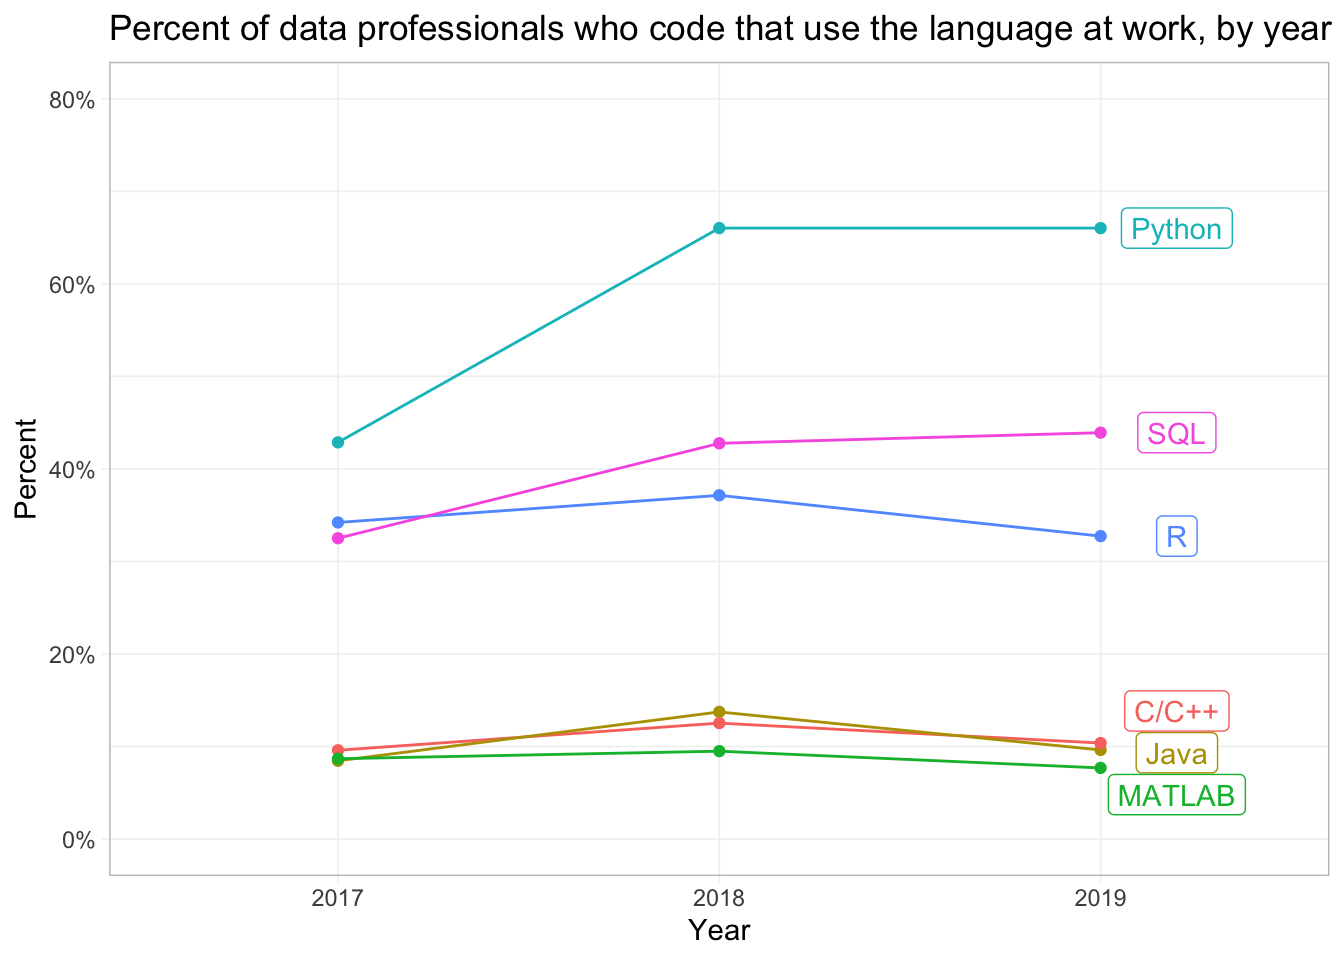 Percent of data professionals who code that use the language at work, by year
80%
60%
40%
20%
0%
Percent
Python
SQL
R
C/C++
Java
MATLAB
2017
2018
2019
Year